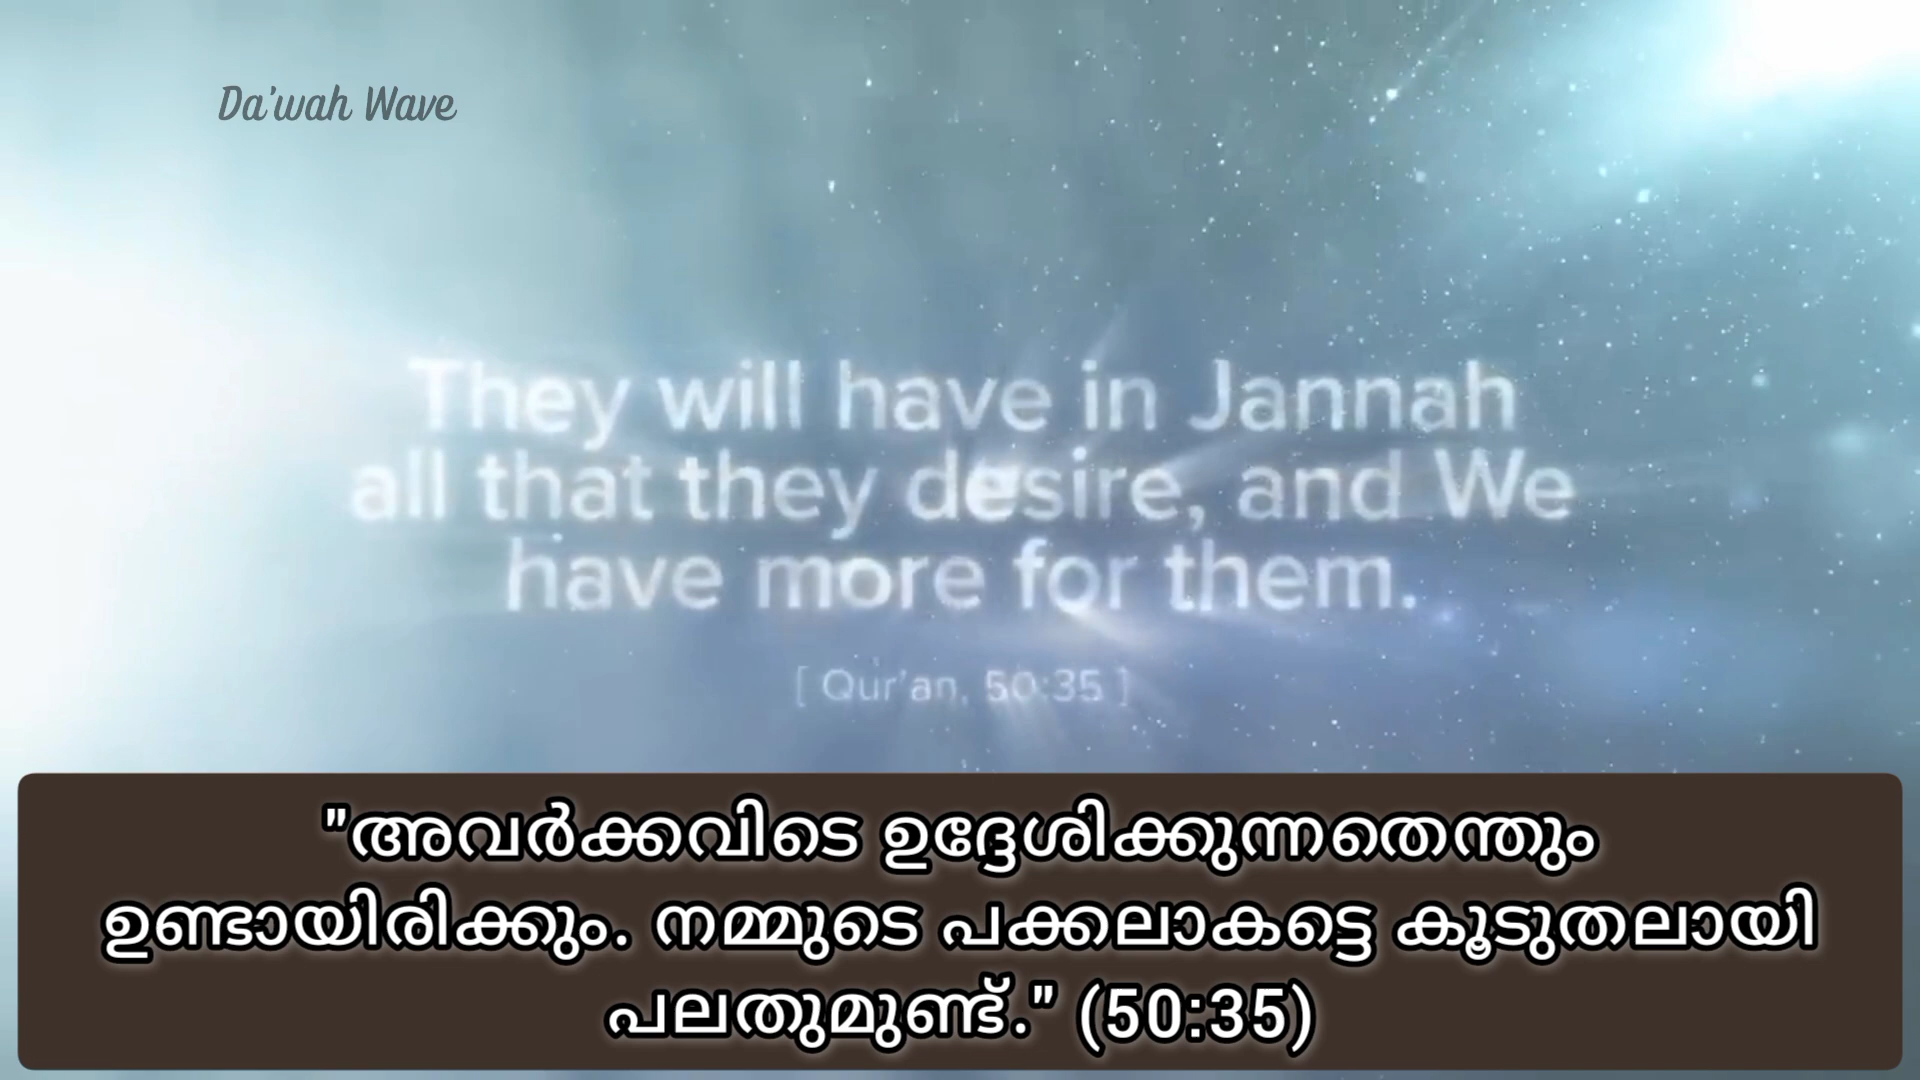 Da'wah Wave
They will have in Jannah
all that they desire, and We
have more for them.
[ Qur'an, 50:35 ]
"അവർക്കവിടെ ഉദ്ദേശിക്കുന്നതെന്തും
ഉണ്ടായിരിക്കും. നമ്മുടെ പക്കലാകട്ടെ കൂടുതലായി
പലതുമുണ്ട്." (50:35)